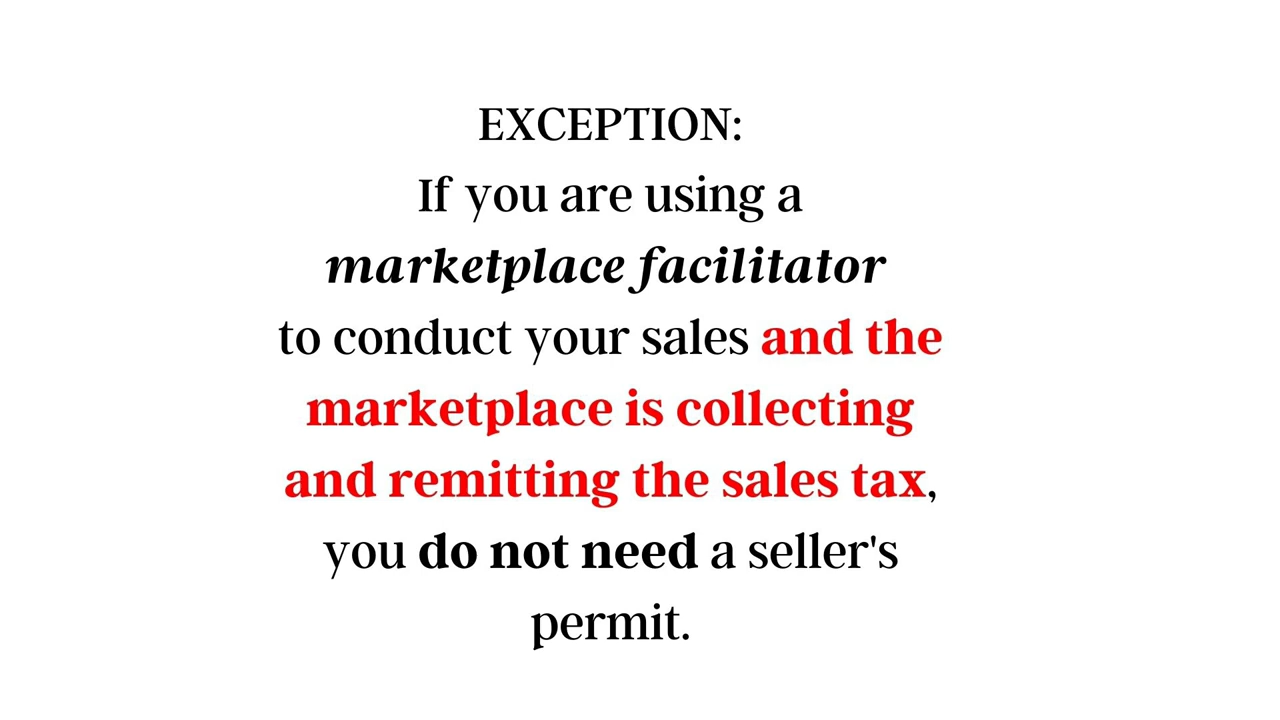 EXCEPTION:
If you are using a
marketplace facilitator
to conduct your sales and the
marketplace is collecting
and remitting the sales tax,
you do not need a seller's
permit.